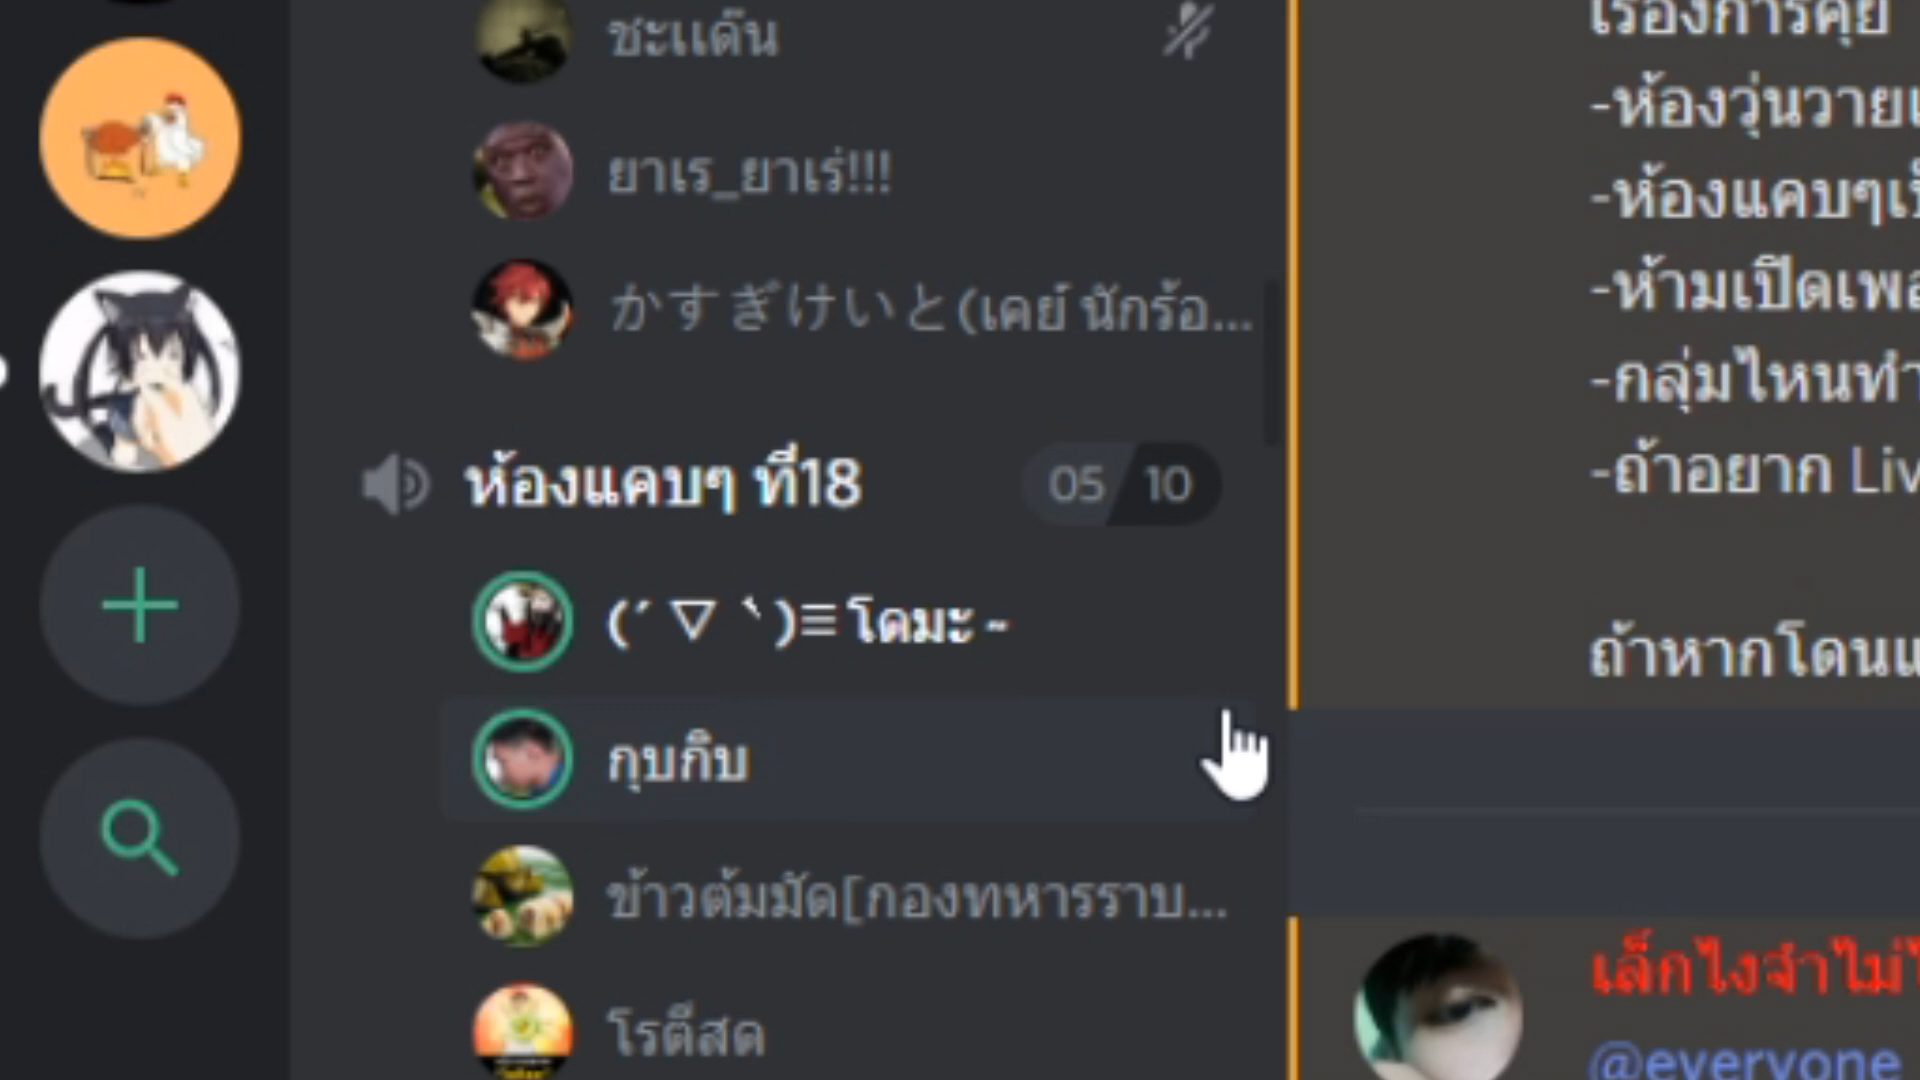 ชะแด๊น
ยาเร_ยาเร่!!!
かすぎけいと(เคย์ นักร้อ...
ห้องแคบๆ ที่18
05 10
(´ ▽ `)≡ โดมะ ~
กุบกิบ
ข้าวต้มมัด[กองทหารราบ...
โรตีสด
เรื่องการคุย
-ห้องวุ่นวาย
-ห้องแคบๆ
-ห้ามเปิดเพ
-กลุ่มไหนทำ
-ถ้าอยาก Liv
ถ้าหากโดน
เล็กไงจำไม่
@everyone